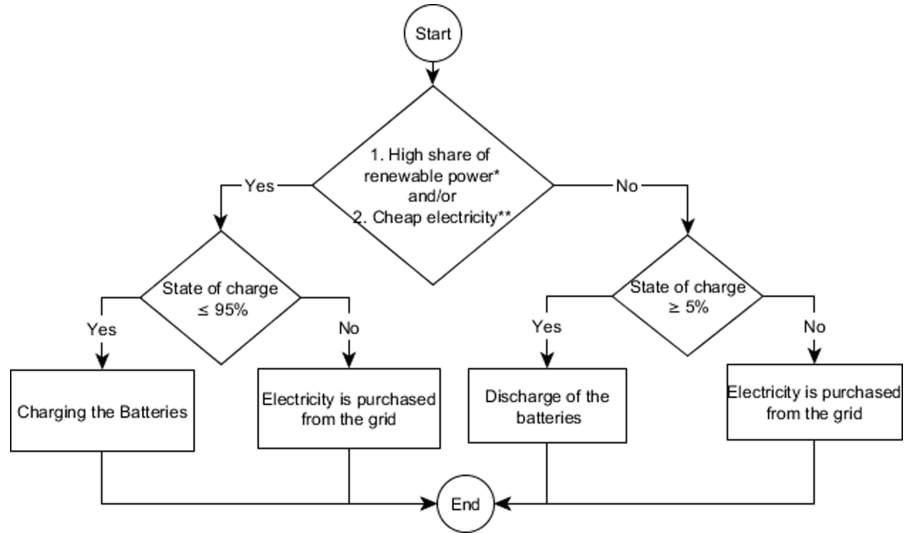 Start
1. High share of
renewable power*
and/or
2. Cheap electricity**
Yes
No
State of charge
≤ 95%
State of charge
≥ 5%
Yes
No
Yes
No
Charging the Batteries
Electricity is purchased
from the grid
Discharge of the
batteries
Electricity is purchased
from the grid
End